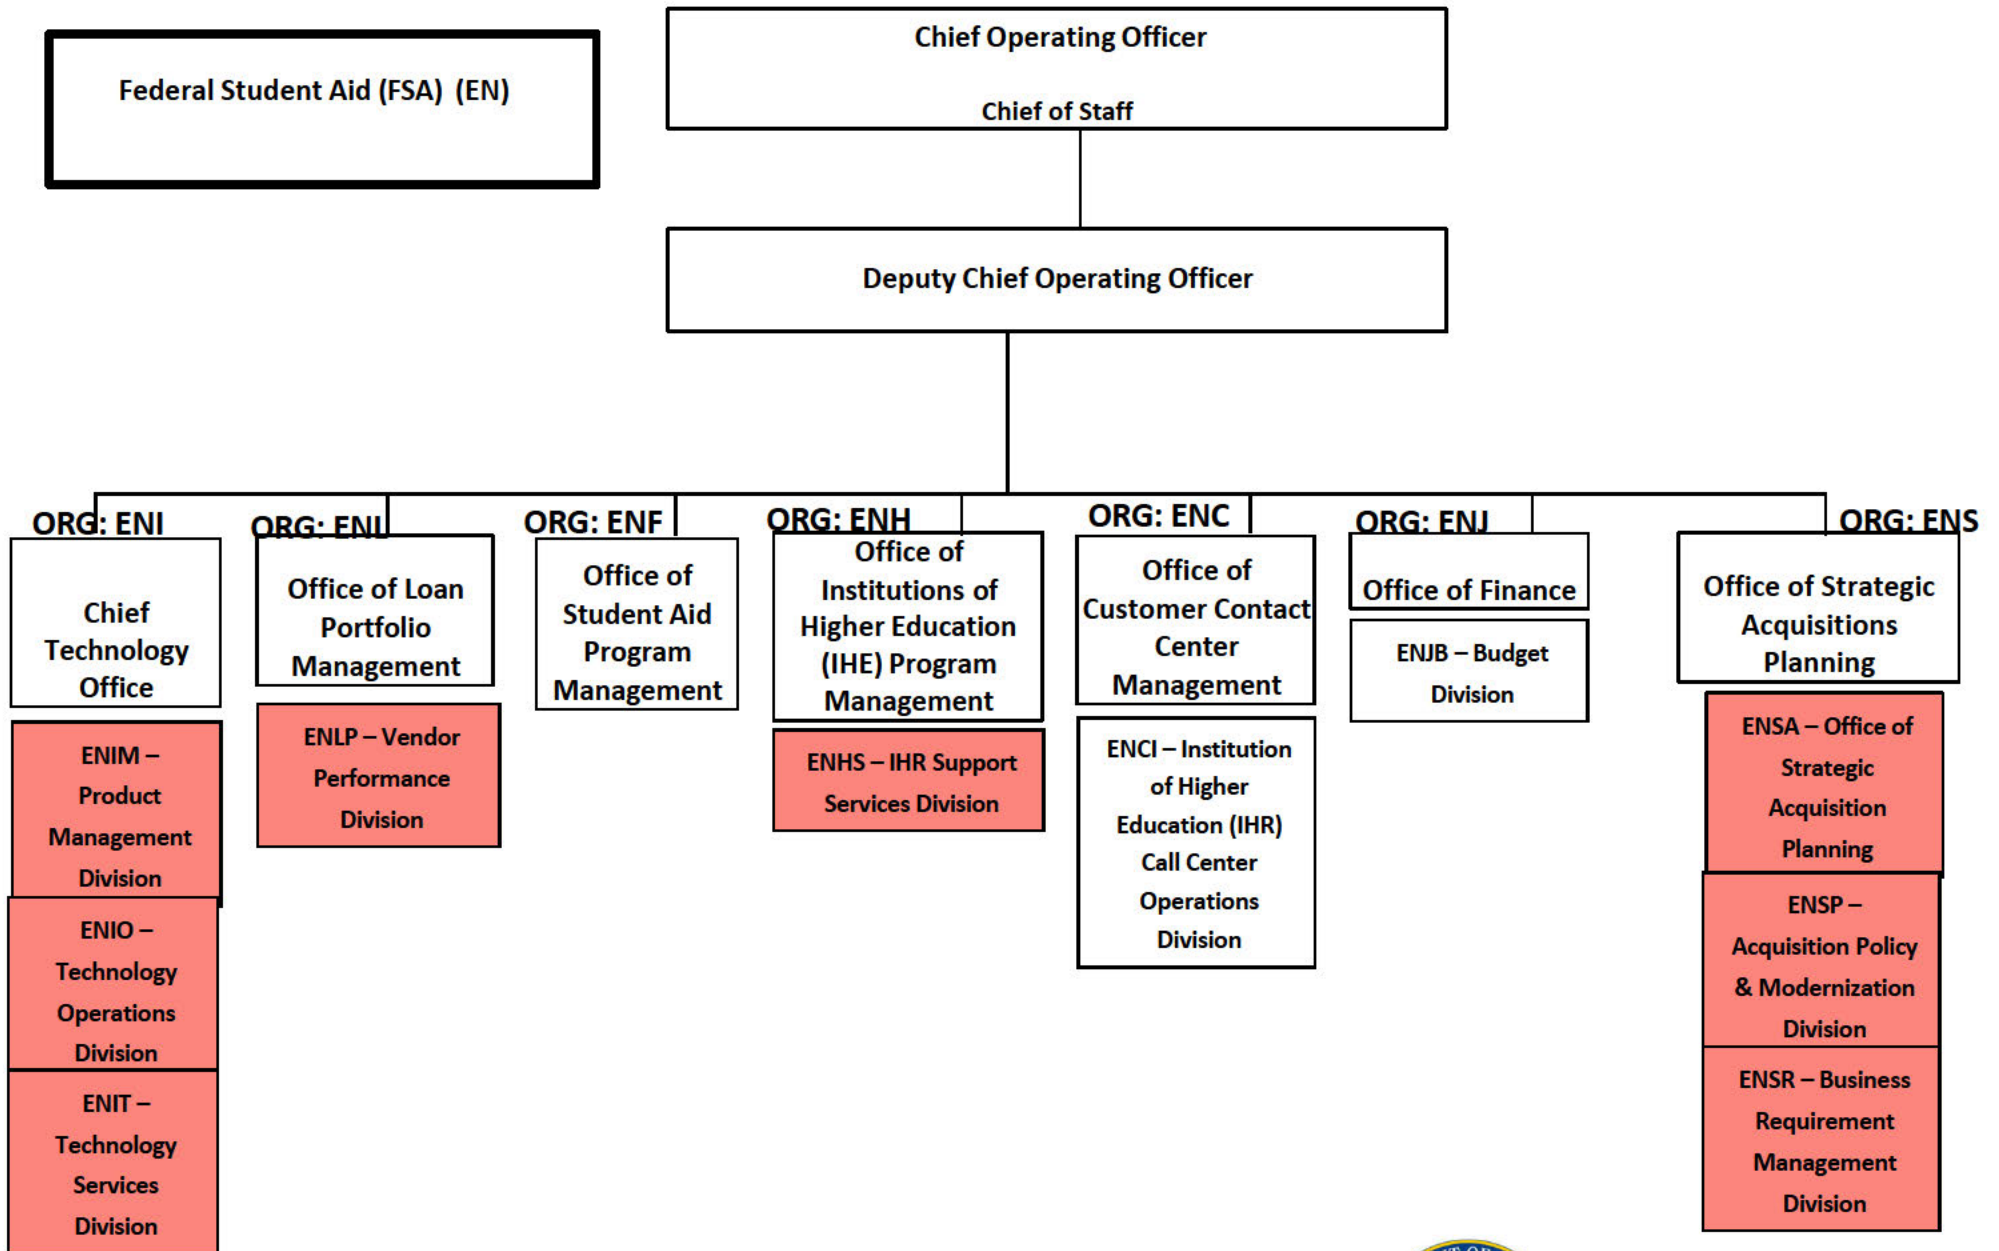 Federal Student Aid (FSA) (EN)
Chief Operating Officer
Chief of Staff
Deputy Chief Operating Officer
ORG: ENI
Chief
Technology
Office
ENIM –
Product
Management
Division
ENIO –
Technology
Operations
Division
ENIT –
Technology
Services
Division
ORG: ENL
Office of Loan
Portfolio
Management
ENLP – Vendor
Performance
Division
ORG: ENF
Office of
Student Aid
Program
Management
ORG: ENH
Office of
Institutions of
Higher Education
(IHE) Program
Management
ENHS – IHR Support
Services Division
ORG: ENC
Office of
Customer Contact
Center
Management
ENCI – Institution
of Higher
Education (IHR)
Call Center
Operations
Division
ORG: ENJ
Office of Finance
ENJB – Budget
Division
ORG: ENS
Office of Strategic
Acquisitions
Planning
ENSA – Office of
Strategic
Acquisition
Planning
ENSP –
Acquisition Policy
& Modernization
Division
ENSR – Business
Requirement
Management
Division